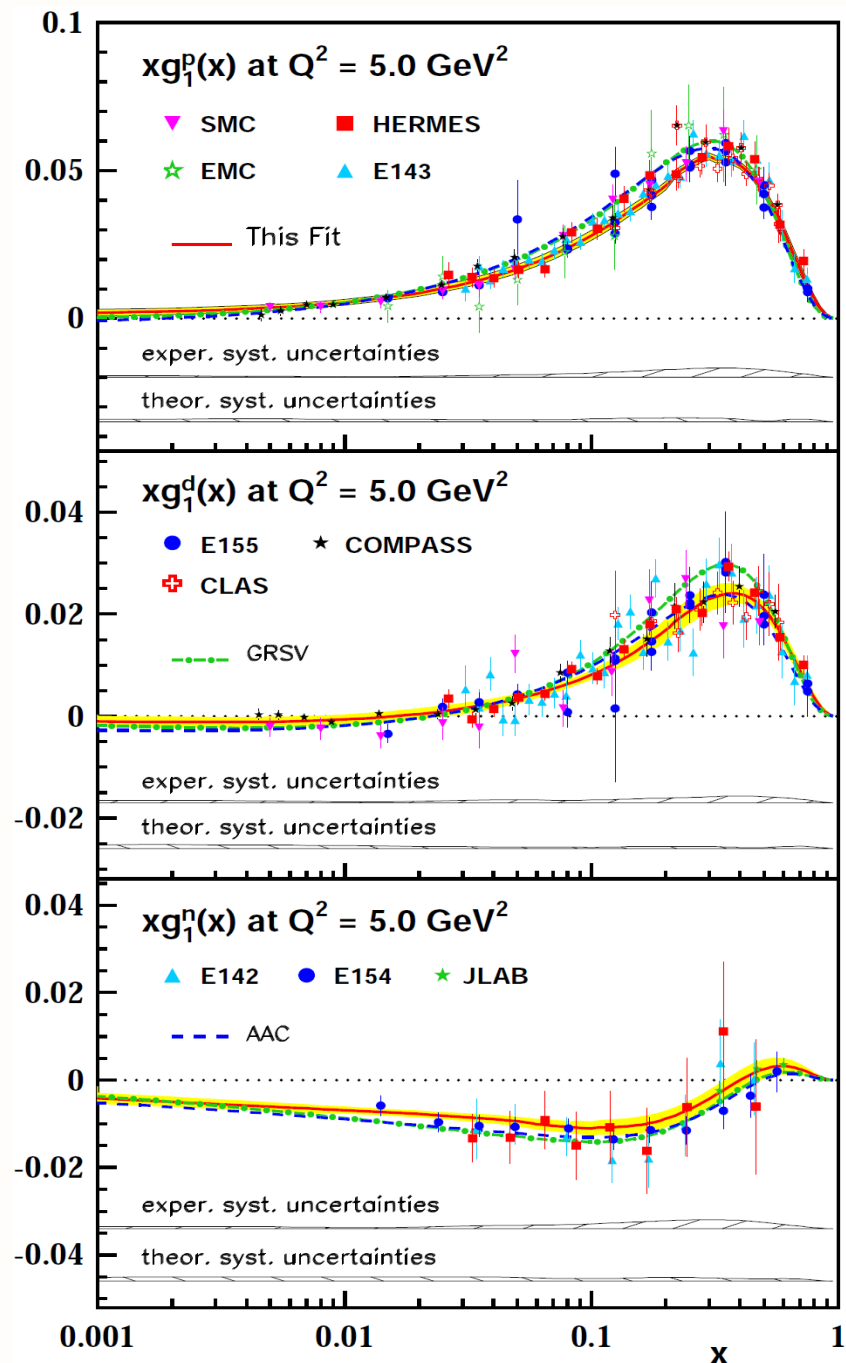 0.1
xg₁ᵖ(x) at Q² = 5.0 GeV²
SMC HERMES
EMC E143
0.05
This Fit
0
exper. syst. uncertainties
theor. syst. uncertainties
xg₁ᵈ(x) at Q² = 5.0 GeV²
0.04
E155 COMPASS
CLAS
0.02
GRSV
0
exper. syst. uncertainties
-0.02
theor. syst. uncertainties
0.04
xg₁ⁿ(x) at Q² = 5.0 GeV²
E142 E154 JLAB
0.02
AAC
0
-0.02
exper. syst. uncertainties
-0.04
theor. syst. uncertainties
0.001 0.01 0.1 x 1